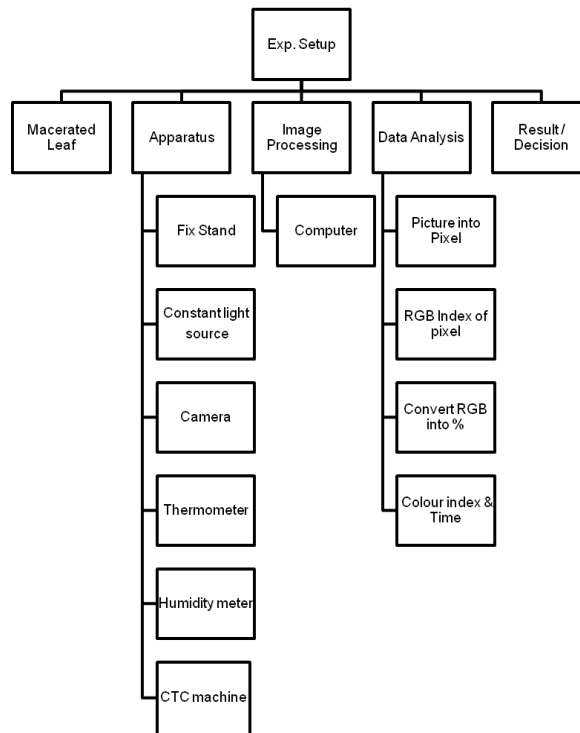 Exp. Setup
Macerated
Leaf
Apparatus
Image
Processing
Data Analysis
Result /
Decision
Fix Stand
Constant light
source
Camera
Thermometer
Humidity meter
CTC machine
Computer
Picture into
Pixel
RGB Index of
pixel
Convert RGB
into %
Colour index &
Time